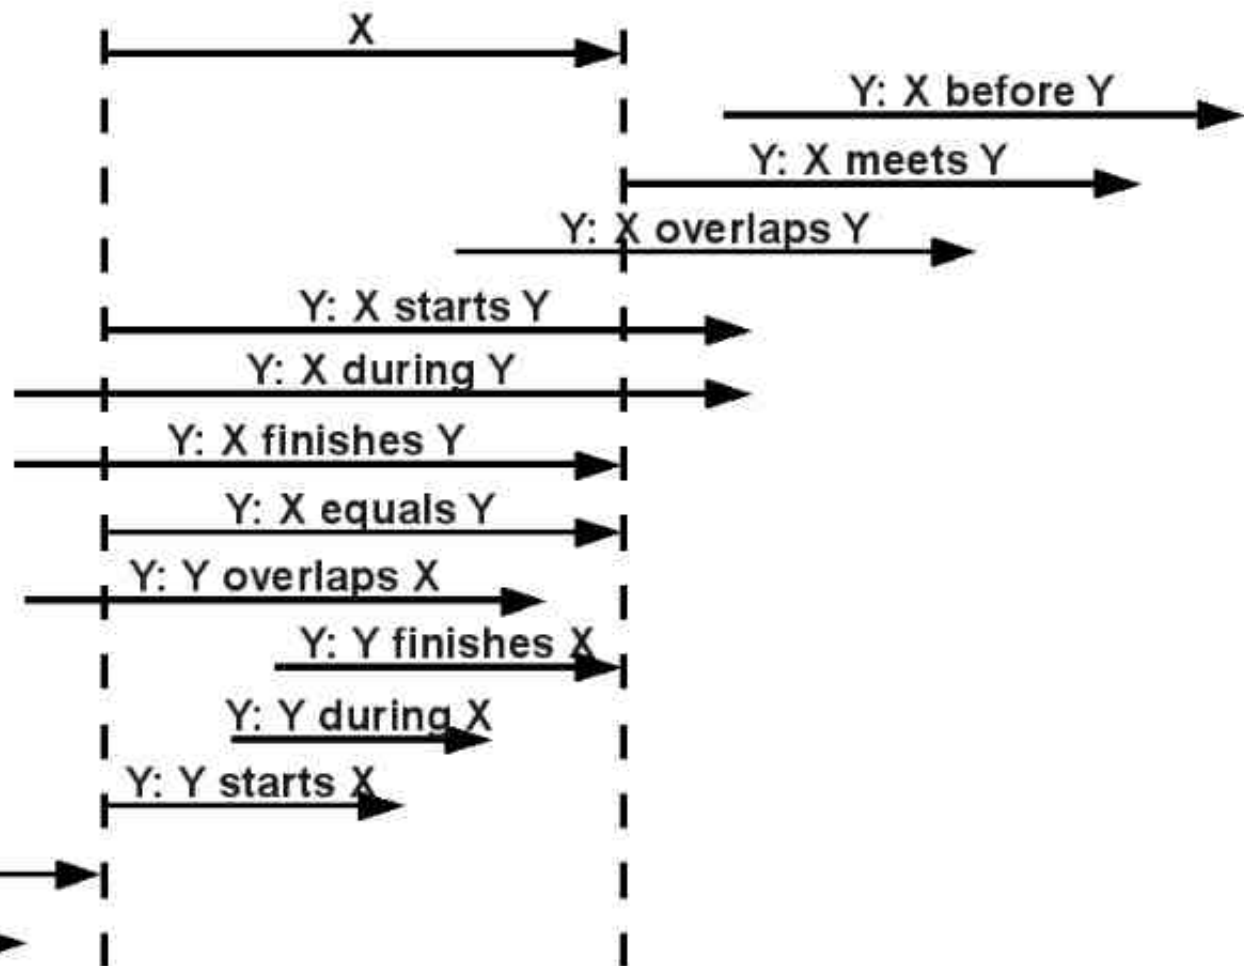 X
Y: X before Y
Y: X meets Y
Y: X overlaps Y
Y: X starts Y
Y: X during Y
Y: X finishes Y
Y: X equals Y
Y: Y overlaps X
Y: Y finishes X
Y: Y during X
Y: Y starts X